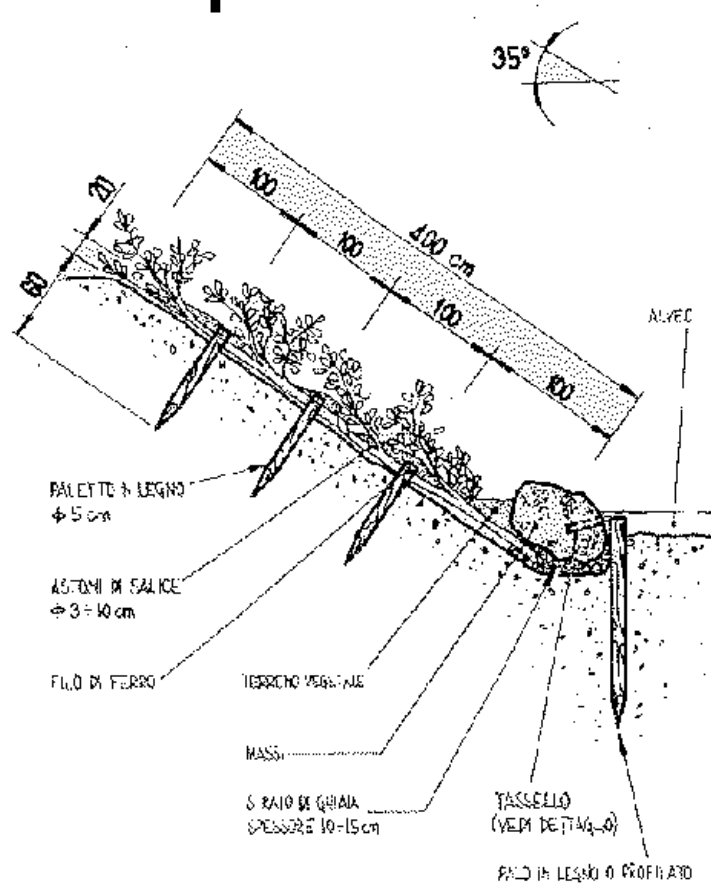 35°
20
60
100
400 cm
100
100
100
ALVEO
PALETTO IN LEGNO
Φ 5 cm
ASTONI DI SALICE
Φ 3÷10 cm
FILO DI FERRO
TERRENO VEGETALE
MASSI
STRATO DI GHIAIA
SPESSORE 10÷15 cm
TASSELLO
(VEDI DETTAGLIO)
PALO IN LEGNO O PROFILATO